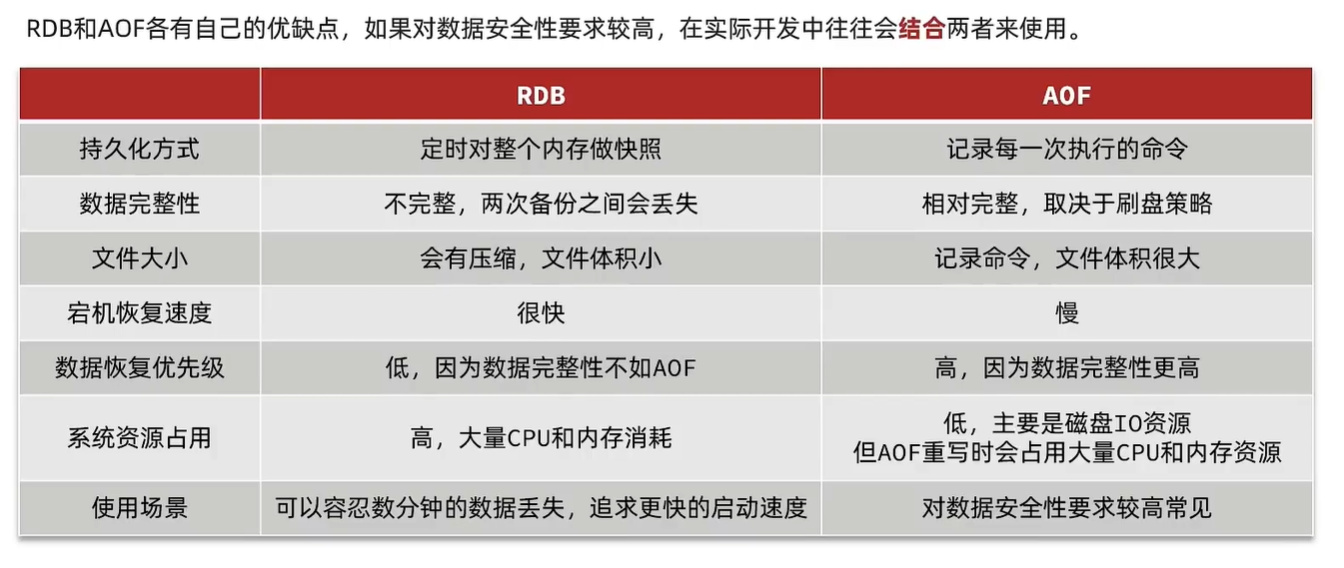 RDB和AOF各有自己的优缺点，如果对数据安全性要求较高，在实际开发中往往会结合两者来使用。
RDB AOF
持久化方式 定时对整个内存做快照 记录每一次执行的命令
数据完整性 不完整，两次备份之间会丢失 相对完整，取决于刷盘策略
文件大小 会有压缩，文件体积小 记录命令，文件体积很大
宕机恢复速度 很快 慢
数据恢复优先级 低，因为数据完整性不如AOF 高，因为数据完整性更高
系统资源占用 高，大量CPU和内存消耗 低，主要是磁盘IO资源
但AOF重写时会占用大量CPU和内存资源
使用场景 可以容忍数分钟的数据丢失，追求更快的启动速度 对数据安全性要求较高常见